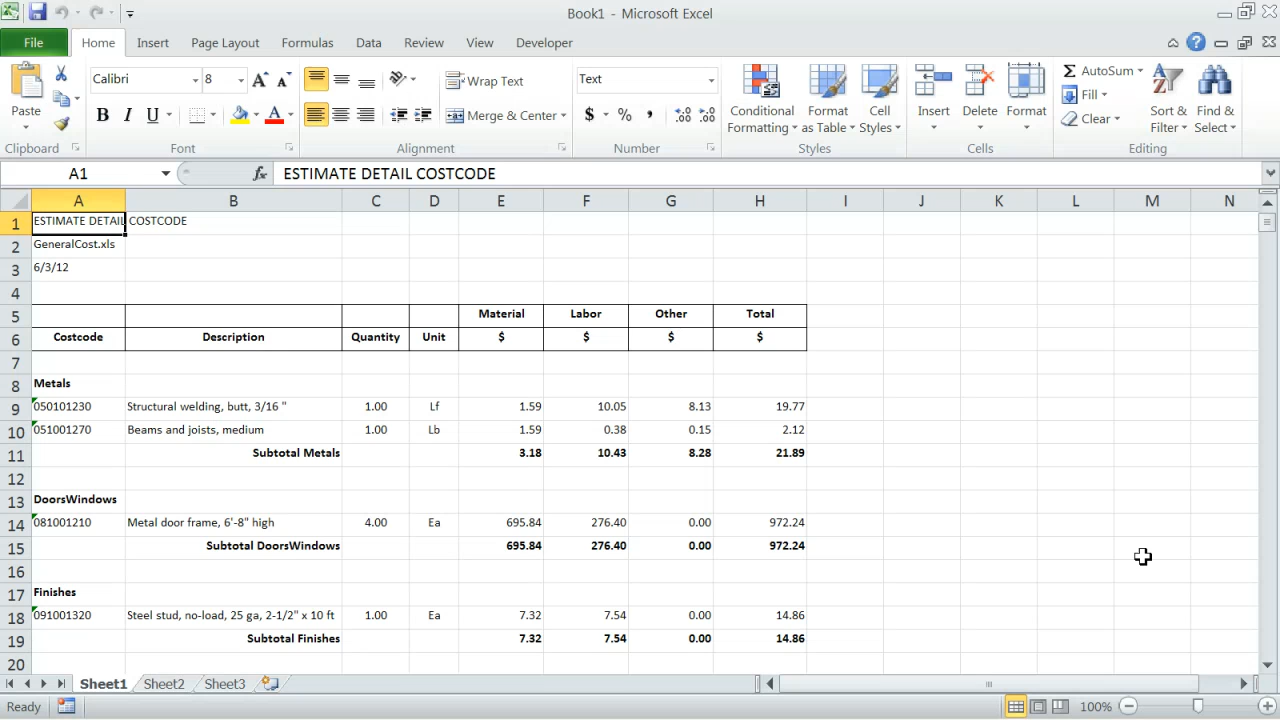 Book1 - Microsoft Excel
File Home Insert Page Layout Formulas Data Review View Developer
Calibri 8 Wrap Text Text AutoSum
Paste Conditional Format Cell Insert Delete Format Fill Sort & Find &
B I U Merge & Center $ % , Formatting as Table Styles Clear Filter Select
Clipboard Font Alignment Number Styles Cells Editing
A1 fx ESTIMATE DETAIL COSTCODE
A B C D E F G H I J K L M N
1 ESTIMATE DETAIL COSTCODE
2 GeneralCost.xls
3 6/3/12
4
5 Material Labor Other Total
6 Costcode Description Quantity Unit $ $ $ $
7
8 Metals
9 050101230 Structural welding, butt, 3/16 " 1.00 Lf 1.59 10.05 8.13 19.77
10 051001270 Beams and joists, medium 1.00 Lb 1.59 0.38 0.15 2.12
11 Subtotal Metals 3.18 10.43 8.28 21.89
12
13 DoorsWindows
14 081001210 Metal door frame, 6'-8" high 4.00 Ea 695.84 276.40 0.00 972.24
15 Subtotal DoorsWindows 695.84 276.40 0.00 972.24
16
17 Finishes
18 091001320 Steel stud, no-load, 25 ga, 2-1/2" x 10 ft 1.00 Ea 7.32 7.54 0.00 14.86
19 Subtotal Finishes 7.32 7.54 0.00 14.86
20
Sheet1 Sheet2 Sheet3
Ready 100%